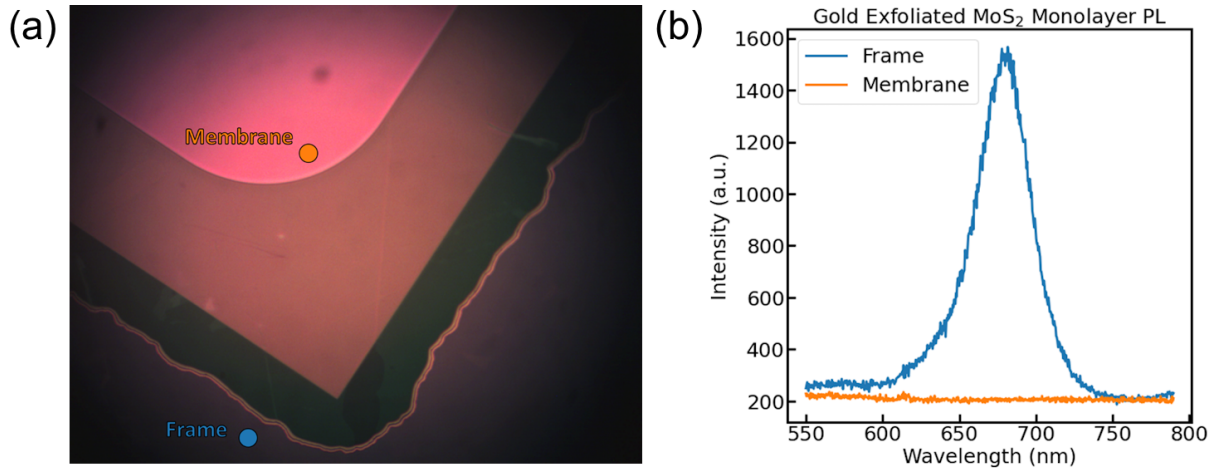 (a)
Membrane
Frame
(b)
Gold Exfoliated MoS₂ Monolayer PL
Frame
Membrane
1600
1400
1200
1000
800
600
400
200
Intensity (a.u.)
550 600 650 700 750 800
Wavelength (nm)